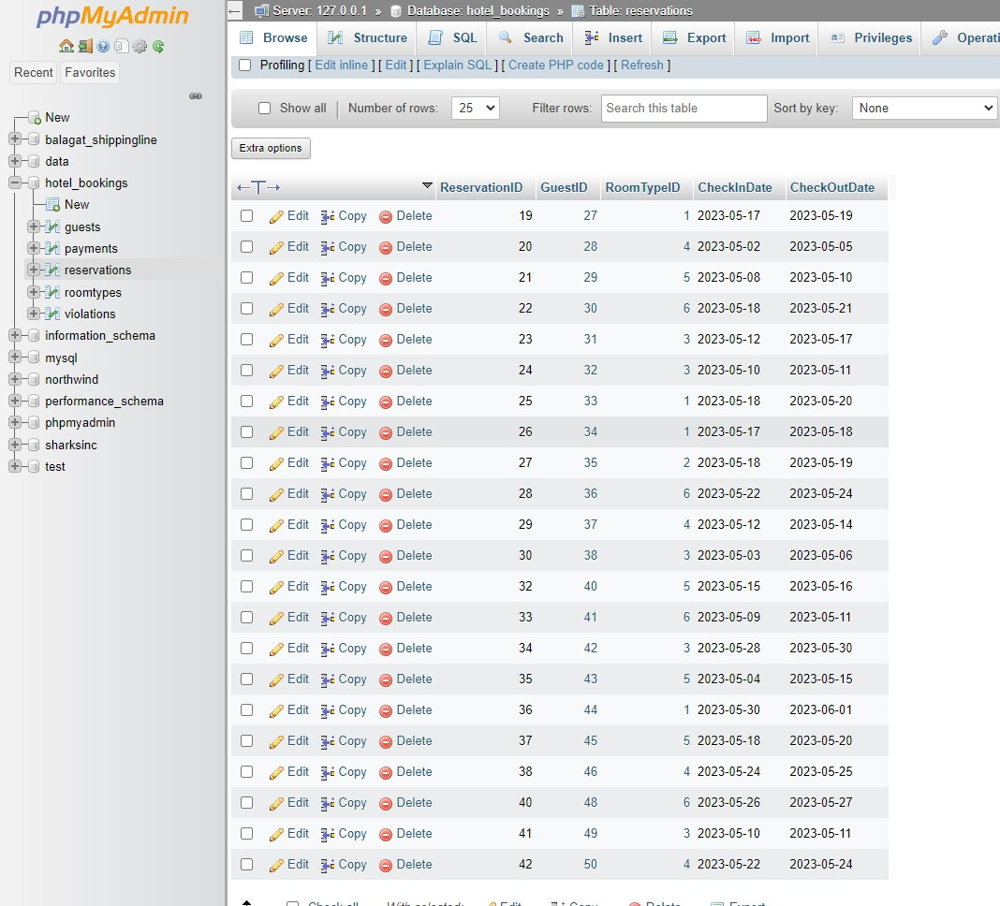 phpMyAdmin
Recent Favorites
New
balagat_shippingline
data
hotel_bookings
New
guests
payments
reservations
roomtypes
violations
information_schema
mysql
northwind
performance_schema
phpmyadmin
sharksinc
test
Server: 127.0.0.1 » Database: hotel_bookings » Table: reservations
Browse Structure SQL Search Insert Export Import Privileges Operati
Profiling [ Edit inline ] [ Edit ] [ Explain SQL ] [ Create PHP code ] [ Refresh ]
Show all Number of rows: 25 Filter rows: Search this table Sort by key: None
Extra options
←T→ ReservationID GuestID RoomTypeID CheckInDate CheckOutDate
Edit Copy Delete 19 27 1 2023-05-17 2023-05-19
Edit Copy Delete 20 28 4 2023-05-02 2023-05-05
Edit Copy Delete 21 29 5 2023-05-08 2023-05-10
Edit Copy Delete 22 30 6 2023-05-18 2023-05-21
Edit Copy Delete 23 31 3 2023-05-12 2023-05-17
Edit Copy Delete 24 32 3 2023-05-10 2023-05-11
Edit Copy Delete 25 33 1 2023-05-18 2023-05-20
Edit Copy Delete 26 34 1 2023-05-17 2023-05-18
Edit Copy Delete 27 35 2 2023-05-18 2023-05-19
Edit Copy Delete 28 36 6 2023-05-22 2023-05-24
Edit Copy Delete 29 37 4 2023-05-12 2023-05-14
Edit Copy Delete 30 38 3 2023-05-03 2023-05-06
Edit Copy Delete 32 40 5 2023-05-15 2023-05-16
Edit Copy Delete 33 41 6 2023-05-09 2023-05-11
Edit Copy Delete 34 42 3 2023-05-28 2023-05-30
Edit Copy Delete 35 43 5 2023-05-04 2023-05-15
Edit Copy Delete 36 44 1 2023-05-30 2023-06-01
Edit Copy Delete 37 45 5 2023-05-18 2023-05-20
Edit Copy Delete 38 46 4 2023-05-24 2023-05-25
Edit Copy Delete 40 48 6 2023-05-26 2023-05-27
Edit Copy Delete 41 49 3 2023-05-10 2023-05-11
Edit Copy Delete 42 50 4 2023-05-22 2023-05-24
Check all With selected: Edit Copy Delete Export